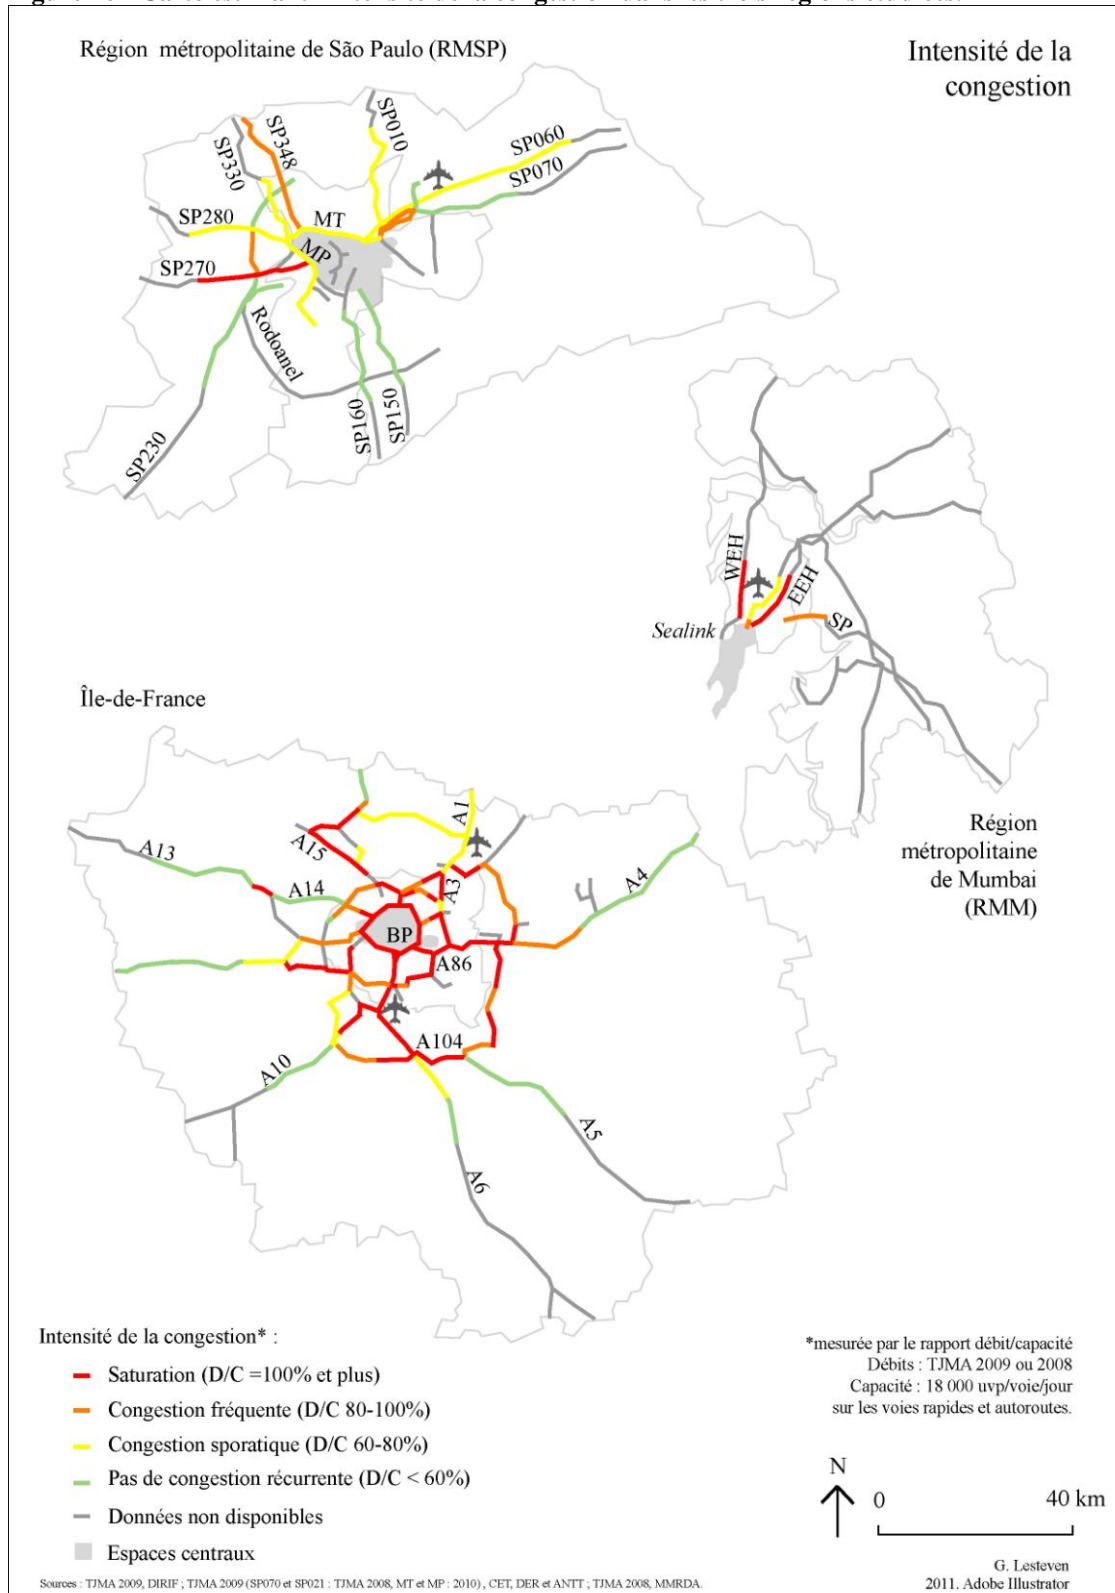 Région métropolitaine de São Paulo (RMSP)
Intensité de la
congestion
SP010
SP060
SP348
SP330
SP070
SP280
MT
MP
SP270
Rodoanel
SP160
SP150
SP230
WEH
EEH
SP
Sealink
Île-de-France
A1
A15
A13
A3
A4
A14
BP
A86
A104
A10
A5
A6
Région
métropolitaine
de Mumbai
(RMM)
Intensité de la congestion* :
Saturation (D/C =100% et plus)
Congestion fréquente (D/C 80-100%)
Congestion sporatique (D/C 60-80%)
Pas de congestion récurrente (D/C < 60%)
Données non disponibles
Espaces centraux
*mesurée par le rapport débit/capacité
Débits : TJMA 2009 ou 2008
Capacité : 18 000 uvp/voie/jour
sur les voies rapides et autoroutes.
N
0 40 km
G. Lesteven
2011. Adobe Illustrator
Sources : TJMA 2009, DIRIF ; TJMA 2009 (SP070 et SP021 : TJMA 2008, MT et MP : 2010) , CET, DER et ANTT ; TJMA 2008, MMRDA.